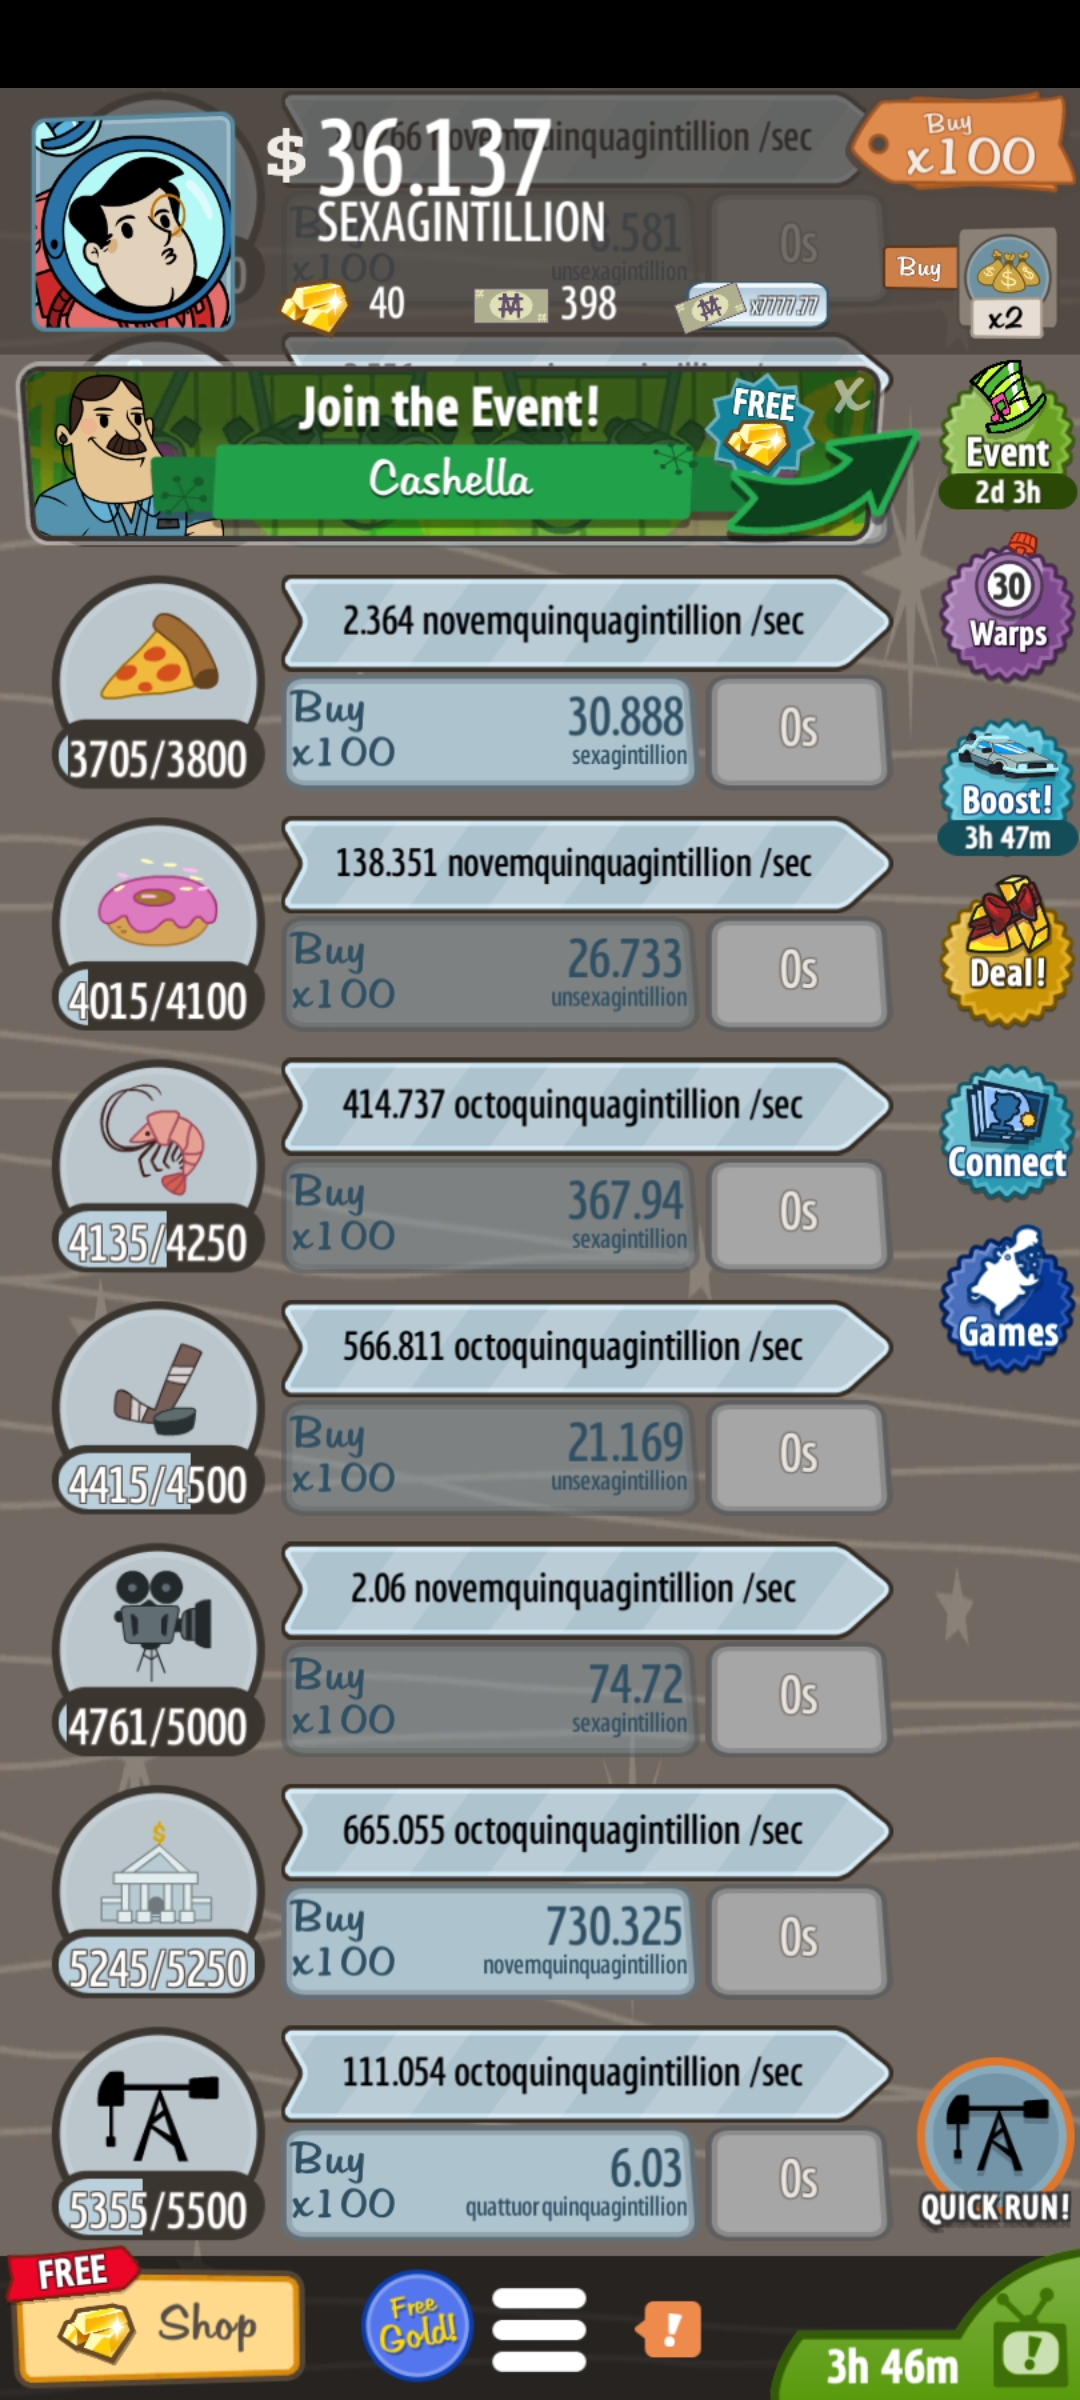 $ 36.137
SEXAGINTILLION
40
398
x7777.77
Buy
x100
Buy
x2
novemquinquagintillion /sec
x100
.581
unsexagintillion
0s
Join the Event!
Cashella
FREE
X
Event
2d 3h
30
Warps
2.364 novemquinquagintillion /sec
3705/3800
Buy
x100
30.888
sexagintillion
0s
Boost!
3h 47m
138.351 novemquinquagintillion /sec
4015/4100
Buy
x100
26.733
unsexagintillion
0s
Deal!
414.737 octoquinquagintillion /sec
4135/4250
Buy
x100
367.94
sexagintillion
0s
Connect
Games
566.811 octoquinquagintillion /sec
4415/4500
Buy
x100
21.169
unsexagintillion
0s
2.06 novemquinquagintillion /sec
4761/5000
Buy
x100
74.72
sexagintillion
0s
665.055 octoquinquagintillion /sec
5245/5250
Buy
x100
730.325
novemquinquagintillion
0s
111.054 octoquinquagintillion /sec
5355/5500
Buy
x100
6.03
quattuorquinquagintillion
0s
QUICK RUN!
FREE
Shop
Free
Gold!
!
3h 46m
!